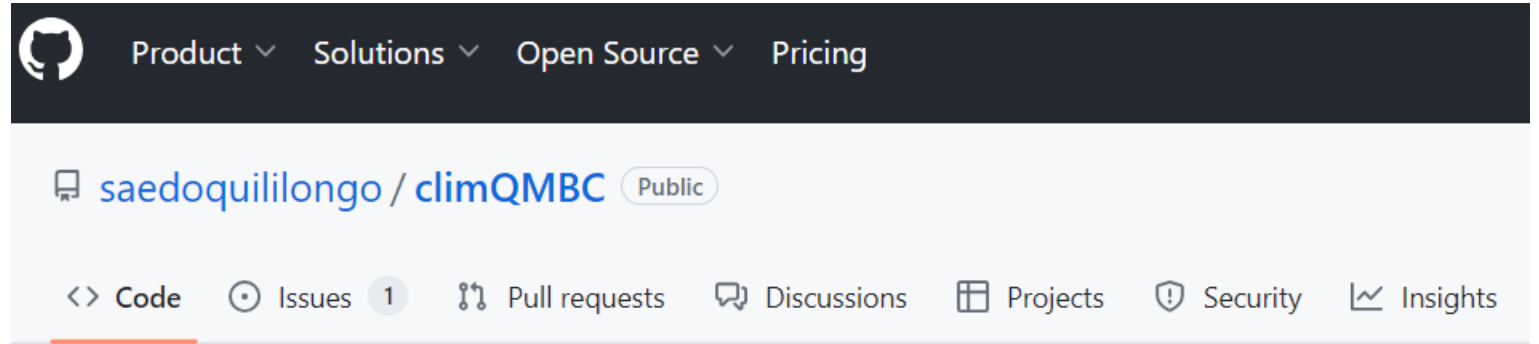 Product Solutions Open Source Pricing
saedoquililongo / climQMBC Public
<> Code Issues 1 Pull requests Discussions Projects Security Insights